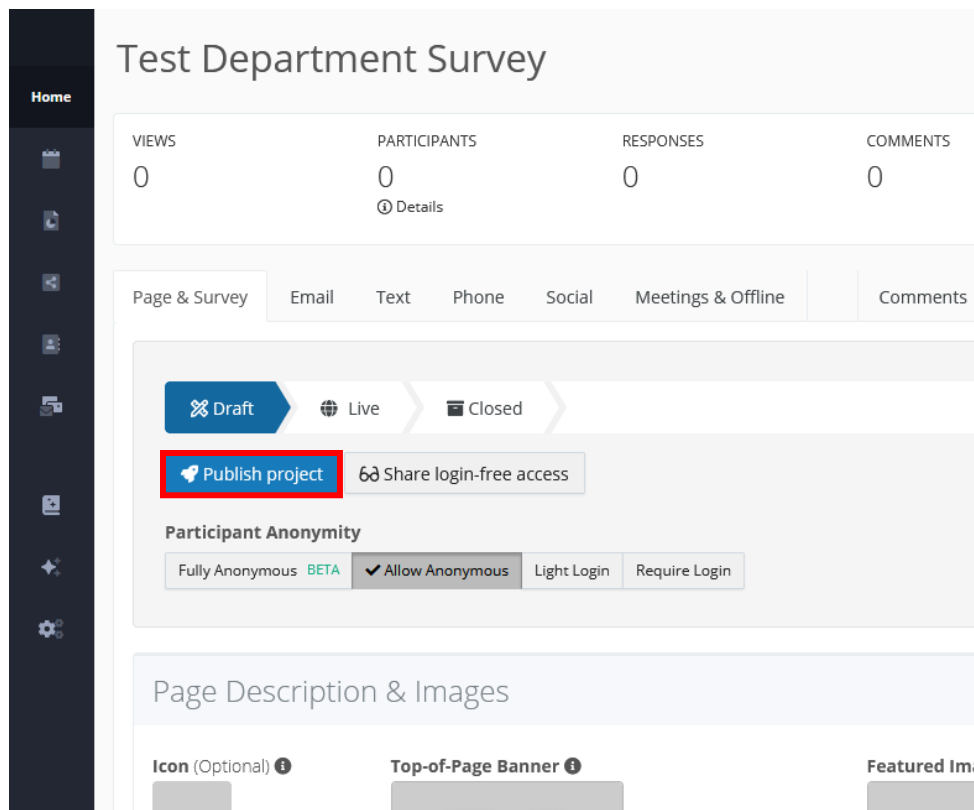 Test Department Survey
Home
VIEWS PARTICIPANTS RESPONSES COMMENTS
0 0 0 0
Details
Page & Survey Email Text Phone Social Meetings & Offline Comments
Draft Live Closed
Publish project Share login-free access
Participant Anonymity
Fully Anonymous BETA Allow Anonymous Light Login Require Login
Page Description & Images
Icon (Optional) Top-of-Page Banner Featured Ima